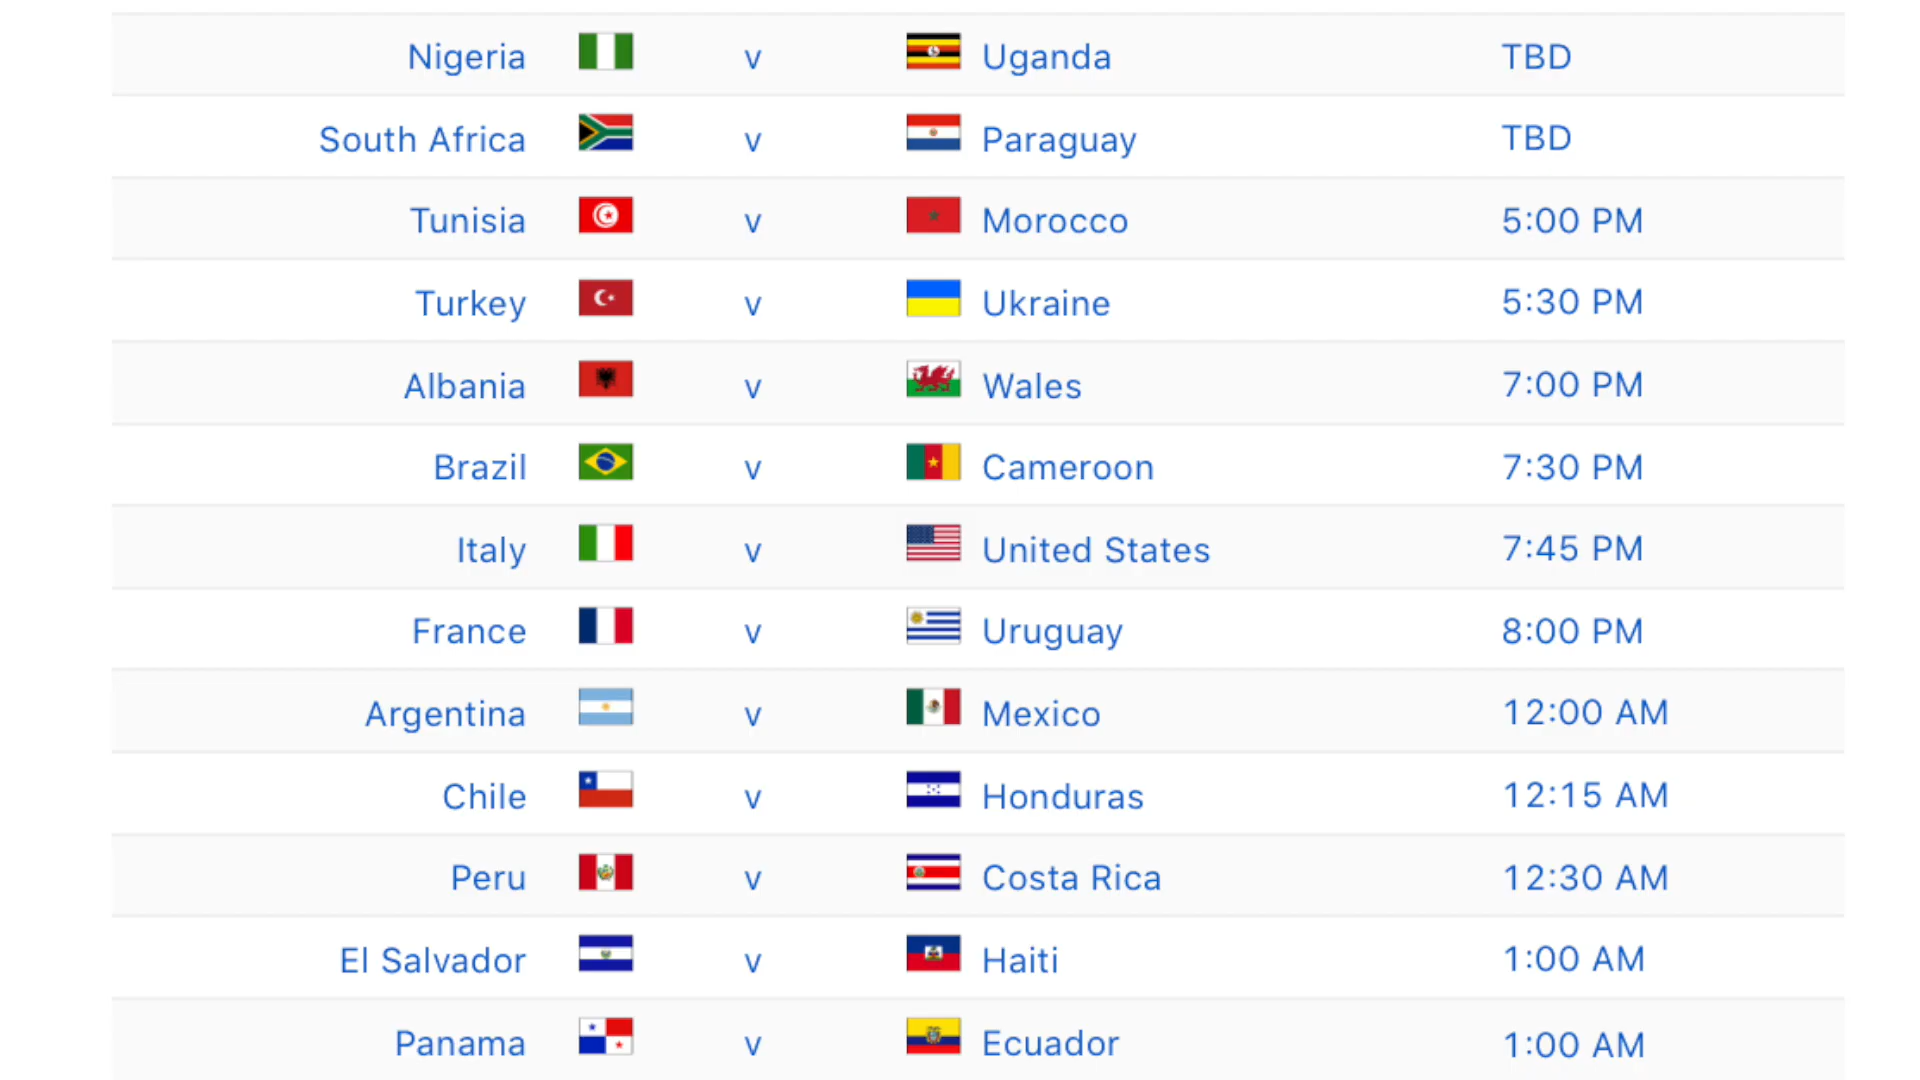 Nigeria v Uganda TBD
South Africa v Paraguay TBD
Tunisia v Morocco 5:00 PM
Turkey v Ukraine 5:30 PM
Albania v Wales 7:00 PM
Brazil v Cameroon 7:30 PM
Italy v United States 7:45 PM
France v Uruguay 8:00 PM
Argentina v Mexico 12:00 AM
Chile v Honduras 12:15 AM
Peru v Costa Rica 12:30 AM
El Salvador v Haiti 1:00 AM
Panama v Ecuador 1:00 AM